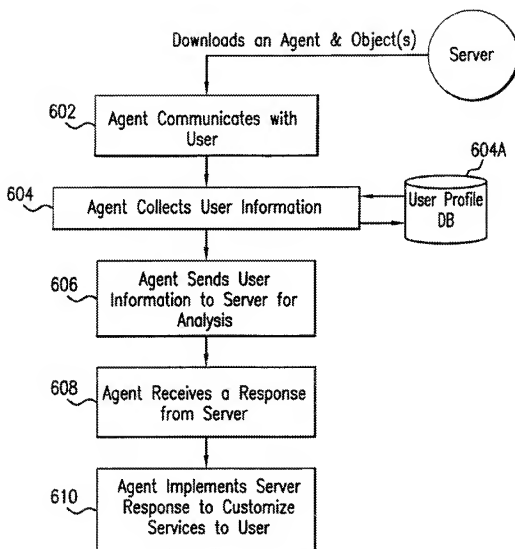 Downloads an Agent & Object(s)
Server
602
Agent Communicates with
User
604A
604
Agent Collects User Information
User Profile
DB
606
Agent Sends User
Information to Server for
Analysis
608
Agent Receives a Response
from Server
610
Agent Implements Server
Response to Customize
Services to User